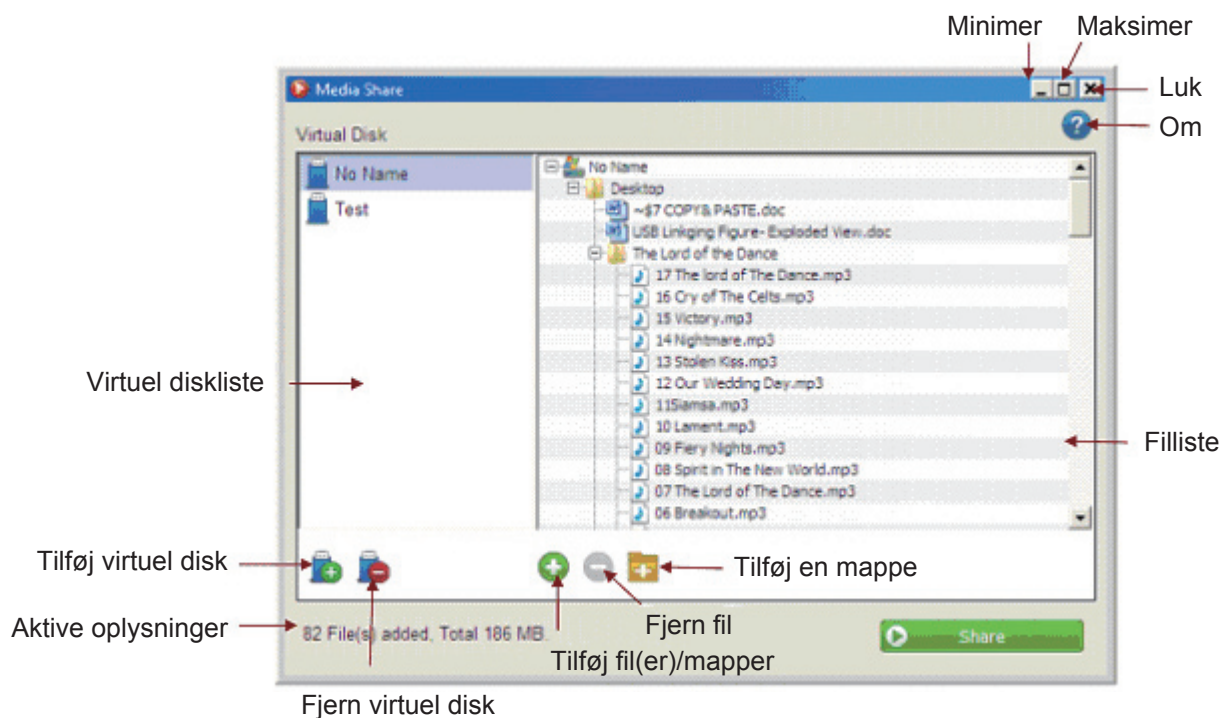 Minimer Maksimer
Media Share
Luk
Virtual Disk
Om
No Name
Test
No Name
Desktop
~$7 COPY& PASTE.doc
USB Linkging Figure- Exploded View.doc
The Lord of the Dance
17 The lord of The Dance.mp3
16 Cry of The Celts.mp3
15 Victory.mp3
14 Nightmare.mp3
13 Stolen Kiss.mp3
12 Our Wedding Day.mp3
11Siamsa.mp3
10 Lament.mp3
09 Fiery Nights.mp3
08 Spirit in The New World.mp3
07 The Lord of The Dance.mp3
06 Breakout.mp3
Virtuel diskliste
Filliste
Tilføj virtuel disk
Tilføj en mappe
Aktive oplysninger
82 File(s) added, Total 186 MB.
Fjern fil
Share
Tilføj fil(er)/mapper
Fjern virtuel disk